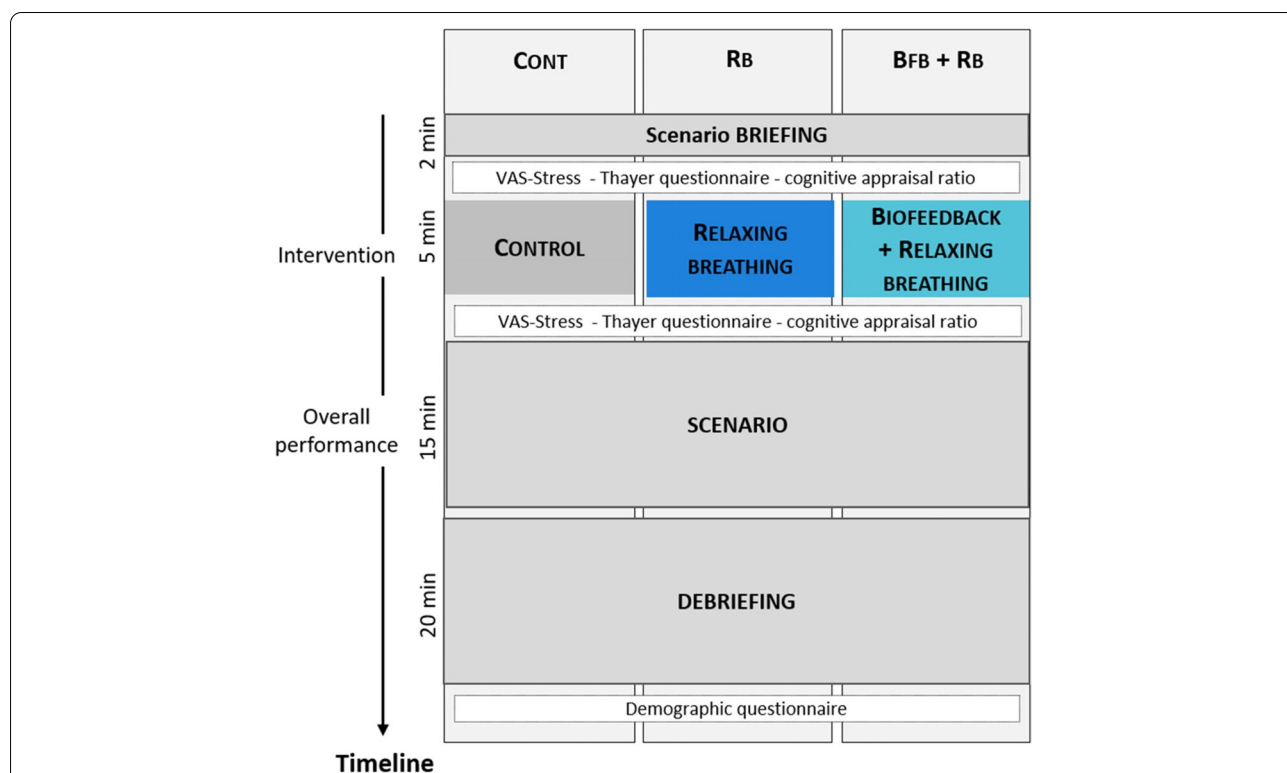 CONT
RB
BFB + RB
2 min
Scenario BRIEFING
VAS-Stress - Thayer questionnaire - cognitive appraisal ratio
Intervention
5 min
CONTROL
RELAXING
BREATHING
BIOFEEDBACK
+ RELAXING
BREATHING
VAS-Stress - Thayer questionnaire - cognitive appraisal ratio
Overall
performance
15 min
SCENARIO
20 min
DEBRIEFING
Demographic questionnaire
Timeline